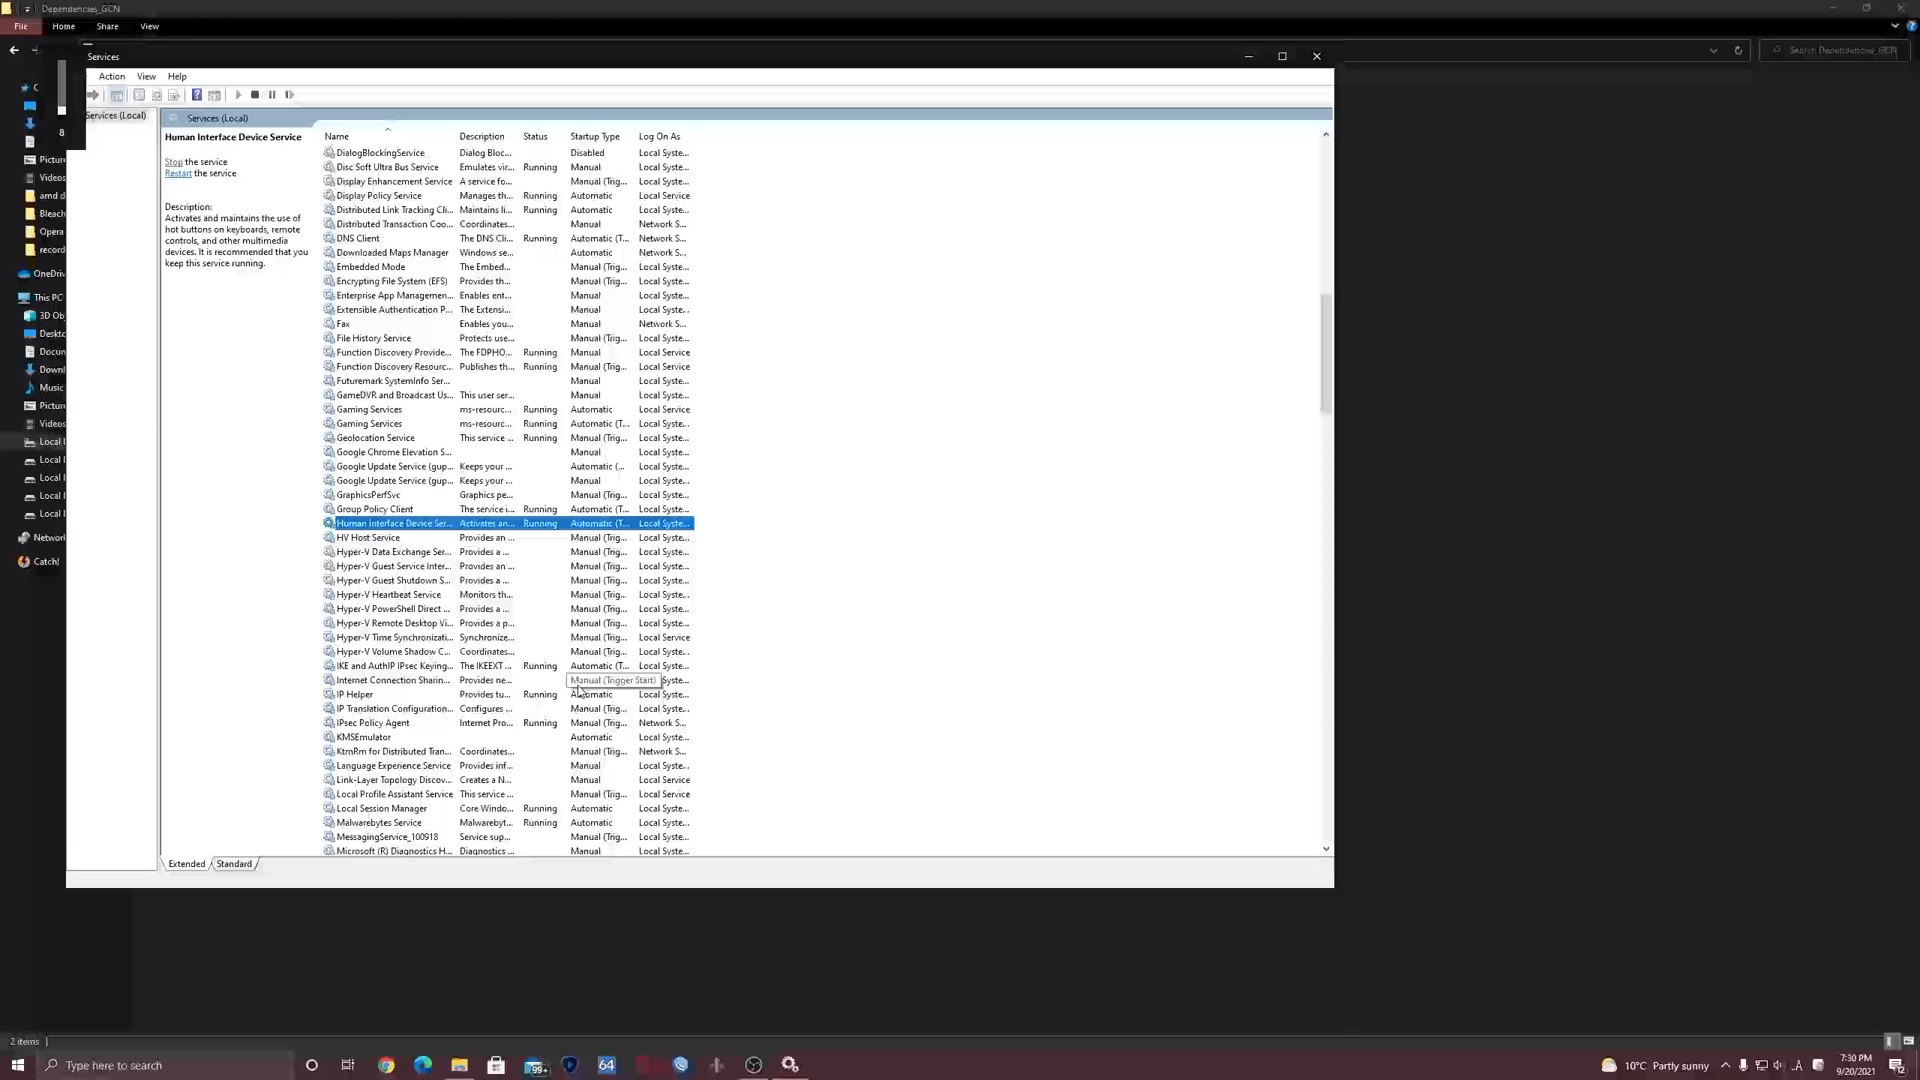 Dependencies_GCN
File Home Share View
Search Dependencies_GCN
Services
Action View Help
Services (Local)
Services (Local)
Human Interface Device Service
Stop the service
Restart the service
Description:
Activates and maintains the use of
hot buttons on keyboards, remote
controls, and other multimedia
devices. It is recommended that you
keep this service running.
Name Description Status Startup Type Log On As
DialogBlockingService Dialog Bloc... Disabled Local Syste...
Disc Soft Ultra Bus Service Emulates vir... Running Manual Local Syste...
Display Enhancement Service A service fo... Manual (Trig... Local Syste...
Display Policy Service Manages th... Running Automatic Local Service
Distributed Link Tracking Cli... Maintains li... Running Automatic Local Syste...
Distributed Transaction Coo... Coordinates... Manual Network S...
DNS Client The DNS Cli... Running Automatic (T... Network S...
Downloaded Maps Manager Windows se... Automatic Network S...
Embedded Mode The Embed... Manual (Trig... Local Syste...
Encrypting File System (EFS) Provides th... Manual (Trig... Local Syste...
Enterprise App Managemen... Enables ent... Manual Local Syste...
Extensible Authentication P... The Extensi... Manual Local Syste...
Fax Enables you... Manual Network S...
File History Service Protects use... Manual (Trig... Local Syste...
Function Discovery Provide... The FDPHO... Running Manual Local Service
Function Discovery Resourc... Publishes th... Running Manual (Trig... Local Service
Futuremark SystemInfo Ser... Manual Local Syste...
GameDVR and Broadcast Us... This user ser... Manual Local Syste...
Gaming Services ms-resourc... Running Automatic Local Service
Gaming Services ms-resourc... Running Automatic (T... Local Syste...
Geolocation Service This service ... Running Manual (Trig... Local Syste...
Google Chrome Elevation S... Manual Local Syste...
Google Update Service (gup... Keeps your ... Automatic (... Local Syste...
Google Update Service (gup... Keeps your ... Manual Local Syste...
GraphicsPerfSvc Graphics pe... Manual (Trig... Local Syste...
Group Policy Client The service i... Running Automatic (T... Local Syste...
Human Interface Device Ser... Activates an... Running Automatic (T... Local Syste...
HV Host Service Provides an ... Manual (Trig... Local Syste...
Hyper-V Data Exchange Ser... Provides a ... Manual (Trig... Local Syste...
Hyper-V Guest Service Inter... Provides an ... Manual (Trig... Local Syste...
Hyper-V Guest Shutdown S... Provides a ... Manual (Trig... Local Syste...
Hyper-V Heartbeat Service Monitors th... Manual (Trig... Local Syste...
Hyper-V PowerShell Direct ... Provides a ... Manual (Trig... Local Syste...
Hyper-V Remote Desktop Vi... Provides a p... Manual (Trig... Local Syste...
Hyper-V Time Synchronizati... Synchronize... Manual (Trig... Local Service
Hyper-V Volume Shadow C... Coordinates... Manual (Trig... Local Syste...
IKE and AuthIP IPsec Keying... The IKEEXT ... Running Automatic (T... Local Syste...
Internet Connection Sharin... Provides ne... Manual (Trigger Start) Syste...
IP Helper Provides tu... Running Automatic Local Syste...
IP Translation Configuration... Configures ... Manual (Trig... Local Syste...
IPsec Policy Agent Internet Pro... Running Manual (Trig... Network S...
KMSEmulator Automatic Local Syste...
KtmRm for Distributed Tran... Coordinates... Manual (Trig... Network S...
Language Experience Service Provides inf... Manual Local Syste...
Link-Layer Topology Discov... Creates a N... Manual Local Service
Local Profile Assistant Service This service ... Manual (Trig... Local Service
Local Session Manager Core Windo... Running Automatic Local Syste...
Malwarebytes Service Malwarebyt... Running Automatic Local Syste...
MessagingService_100918 Service sup... Manual (Trig... Local Syste...
Microsoft (R) Diagnostics H... Diagnostics ... Manual Local Syste...
Extended Standard
C
8
Picture
Videos
amd d
Bleach
Opera
record
OneDriv
This PC
3D Ob
Deskto
Docun
Downl
Music
Picture
Videos
Local I
Local I
Local I
Local I
Local I
Network
Catch!
2 items
Type here to search
99+
64
10°C Partly sunny
7:30 PM
9/20/2021
12